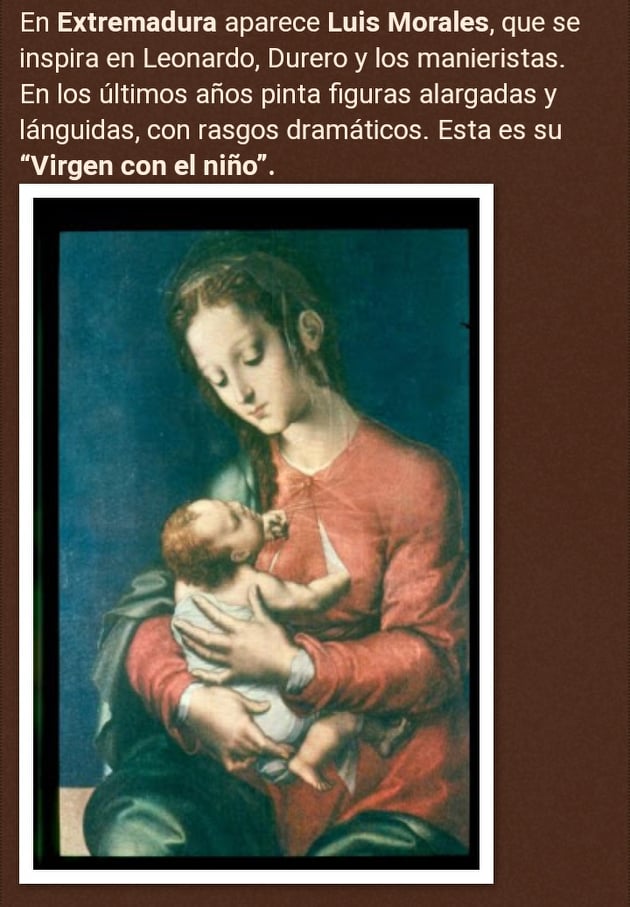 En Extremadura aparece Luis Morales, que se
inspira en Leonardo, Durero y los manieristas.
En los últimos años pinta figuras alargadas y
lánguidas, con rasgos dramáticos. Esta es su
“Virgen con el niño”.